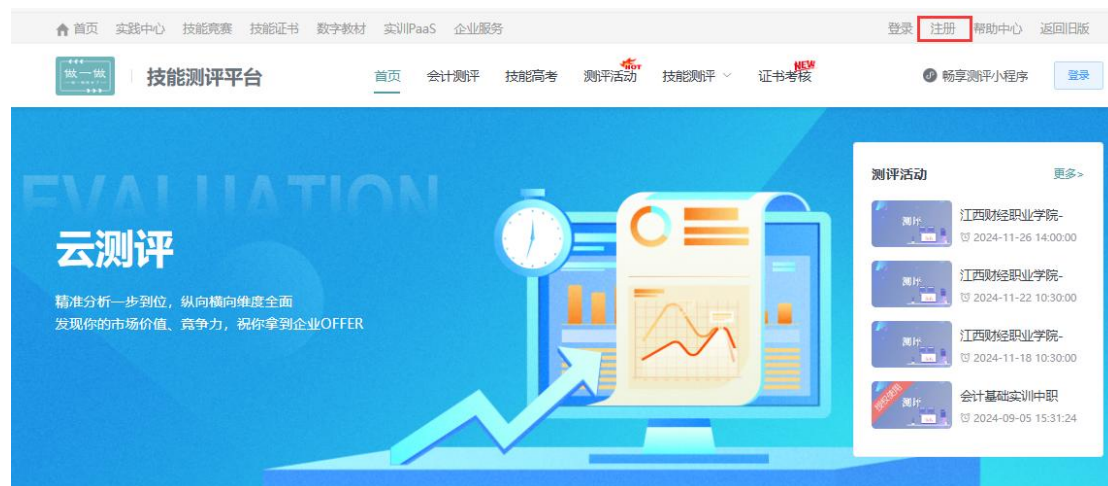 首页 实践中心 技能竞赛 技能证书 数字教材 实训PaaS 企业服务 登录 注册 帮助中心 返回旧版
做一做 技能测评平台 首页 会计测评 技能高考 测评活动 HOT 技能测评 证书考核 NEW 畅享测评小程序 登录
EVALUATION
云测评
精准分析一步到位，纵向横向维度全面
发现你的市场价值、竞争力，祝你拿到企业OFFER
测评活动 更多>
测评
江西财经职业学院-
2024-11-26 14:00:00
测评
江西财经职业学院-
2024-11-22 10:30:00
测评
江西财经职业学院-
2024-11-18 10:30:00
测评
会计基础实训中职
2024-09-05 15:31:24